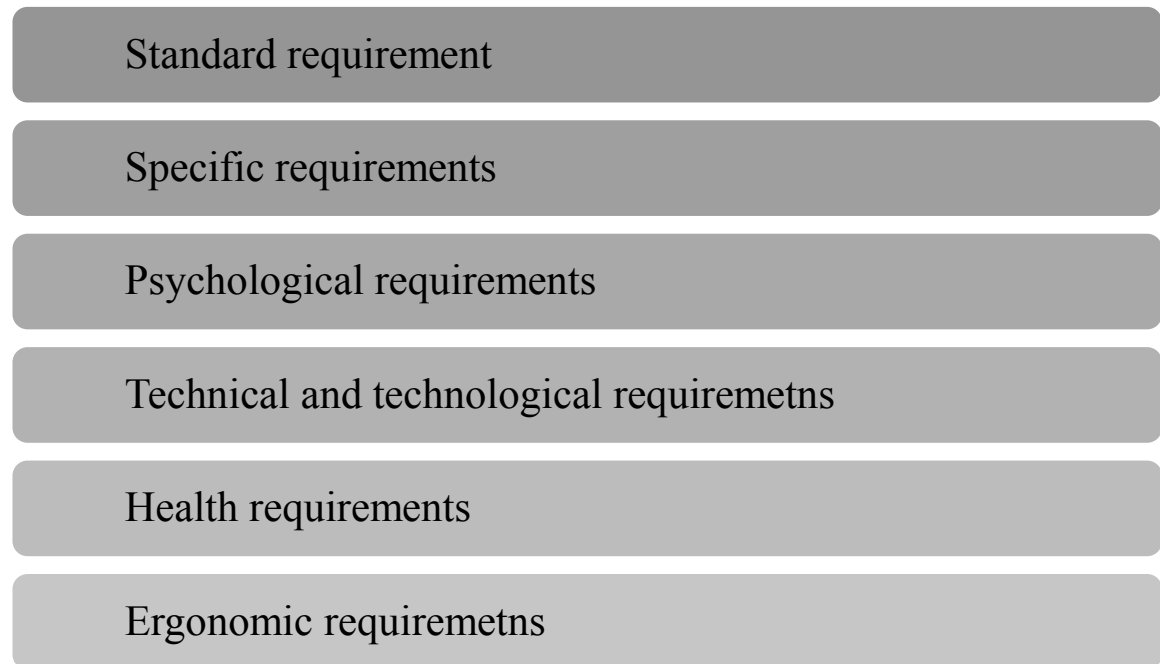 Standard requirement
Specific requirements
Psychological requirements
Technical and technological requiremetns
Health requirements
Ergonomic requiremetns